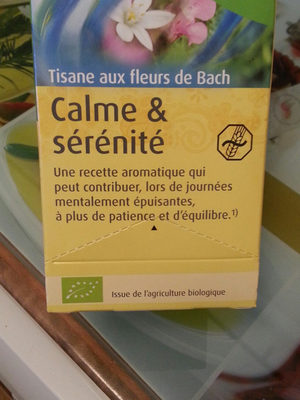 Tisane aux fleurs de Bach
Calme &
sérénité
Une recette aromatique qui
peut contribuer, lors de journées
mentalement épuisantes,
à plus de patience et d'équilibre.1)
Issue de l'agriculture biologique